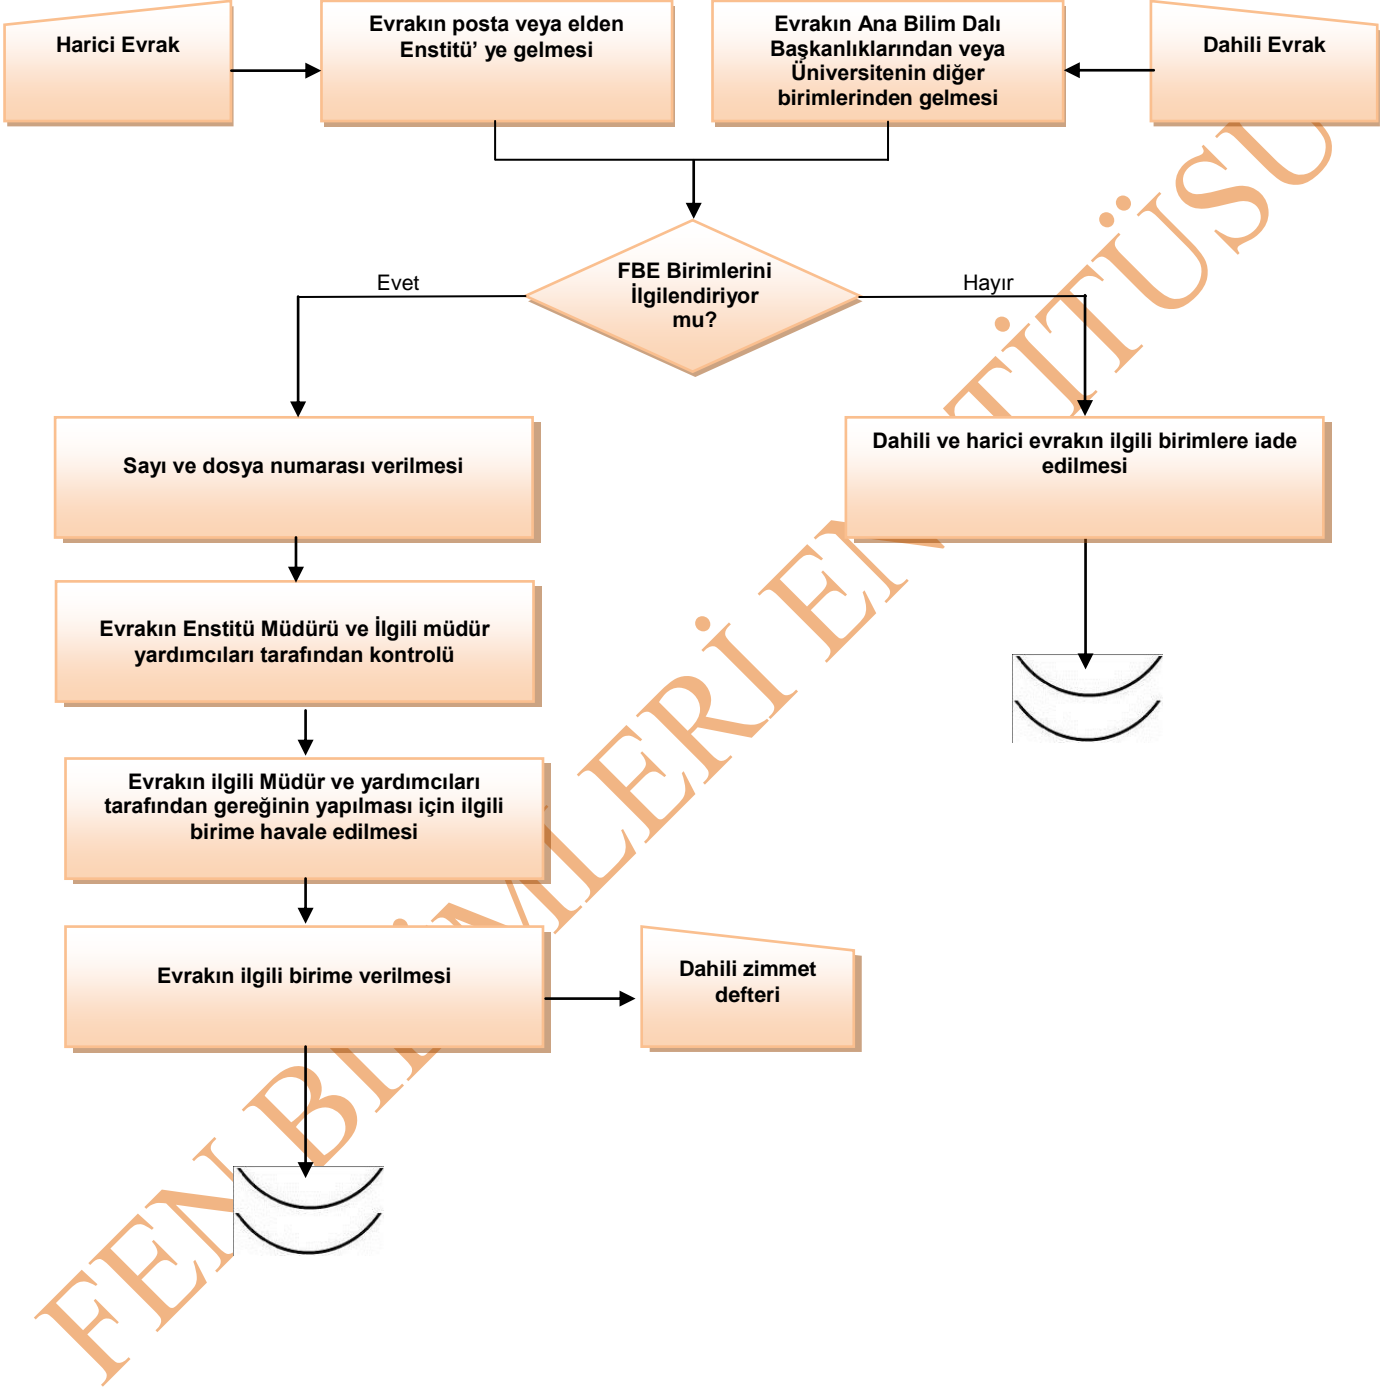 Harici Evrak
Evrakın posta veya elden
Enstitü’ ye gelmesi
Evrakın Ana Bilim Dalı
Başkanlıklarından veya
Üniversitenin diğer
birimlerinden gelmesi
Dahili Evrak
FBE Birimlerini
İlgilendiriyor
mu?
Evet
Hayır
Sayı ve dosya numarası verilmesi
Dahili ve harici evrakın ilgili birimlere iade
edilmesi
Evrakın Enstitü Müdürü ve İlgili müdür
yardımcıları tarafından kontrolü
Evrakın ilgili Müdür ve yardımcıları
tarafından gereğinin yapılması için ilgili
birime havale edilmesi
Evrakın ilgili birime verilmesi
Dahili zimmet
defteri
FEN BİLİMLERİ ENSTİTÜSÜ